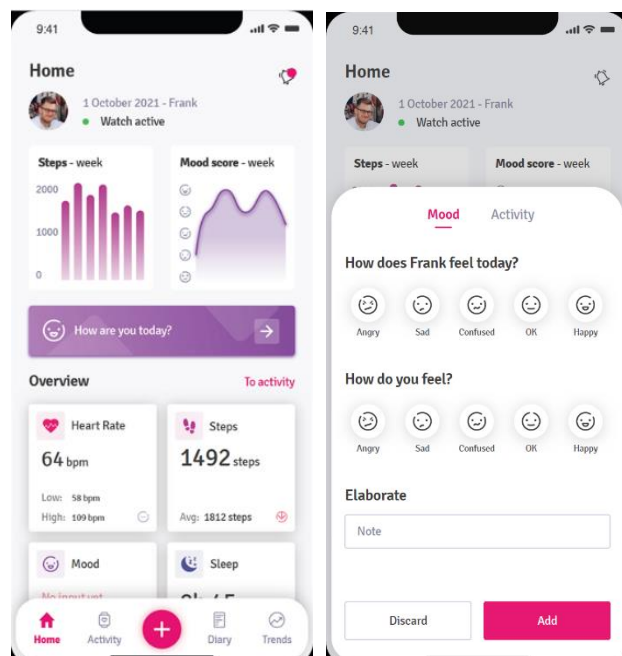 9:41
Home
1 October 2021 - Frank
Watch active
Steps - week
2000
1000
0
Mood score - week
How are you today?
Overview
To activity
Heart Rate
64 bpm
Low: 58 bpm
High: 109 bpm
Steps
1492 steps
Avg: 1812 steps
Mood
No input yet
Sleep
Home
Activity
Diary
Trends
9:41
Home
1 October 2021 - Frank
Watch active
Steps - week
Mood score - week
Mood Activity
How does Frank feel today?
Angry Sad Confused OK Happy
How do you feel?
Angry Sad Confused OK Happy
Elaborate
Note
Discard
Add